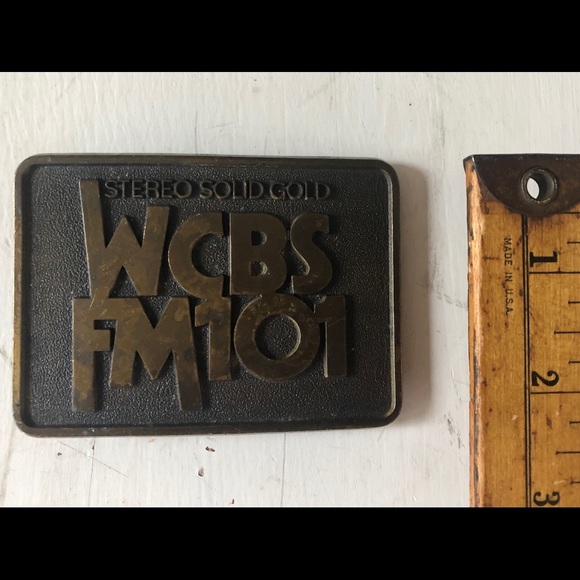 STEREO SOLID GOLD
WCBS
FM101
MADE IN U.S.A.
1
2
3